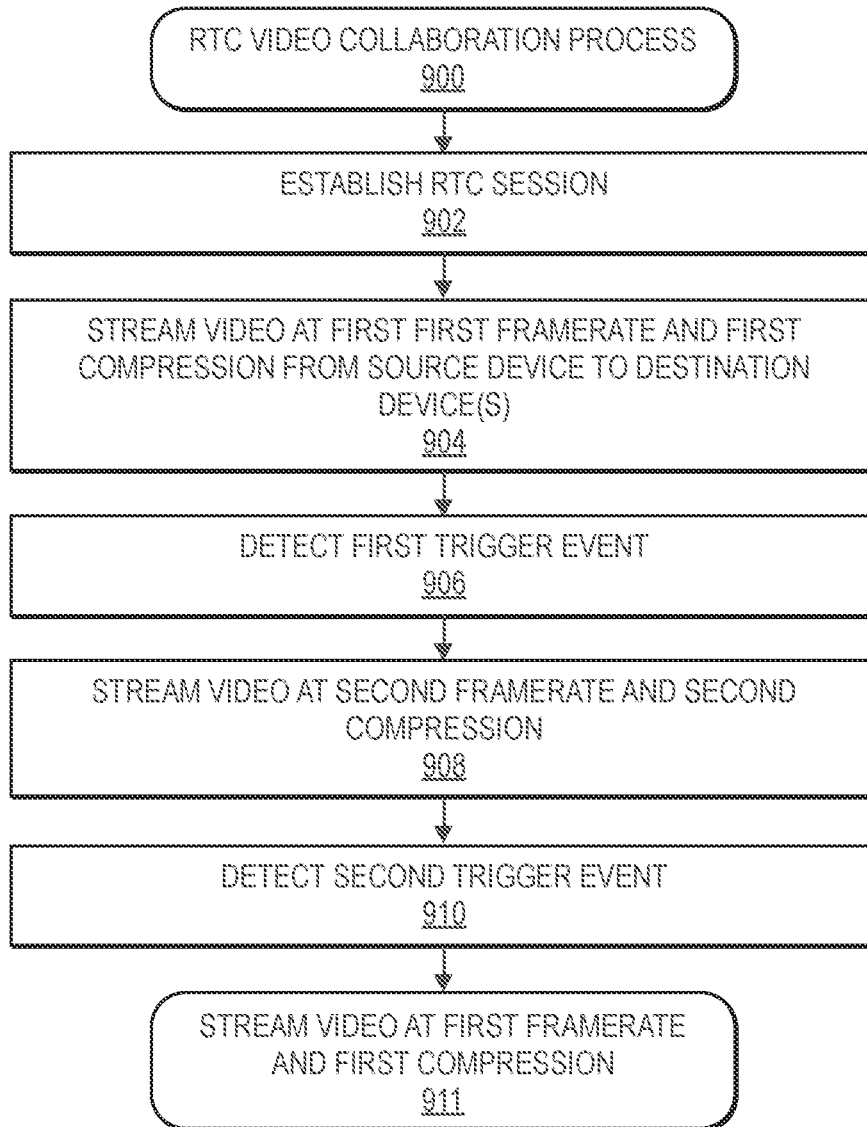 RTC VIDEO COLLABORATION PROCESS
900
ESTABLISH RTC SESSION
902
STREAM VIDEO AT FIRST FIRST FRAMERATE AND FIRST
COMPRESSION FROM SOURCE DEVICE TO DESTINATION
DEVICE(S)
904
DETECT FIRST TRIGGER EVENT
906
STREAM VIDEO AT SECOND FRAMERATE AND SECOND
COMPRESSION
908
DETECT SECOND TRIGGER EVENT
910
STREAM VIDEO AT FIRST FRAMERATE
AND FIRST COMPRESSION
911